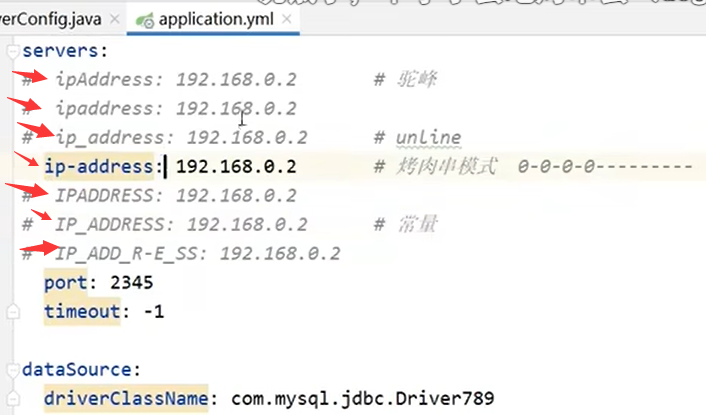 verConfig.java × application.yml ×
servers:
# ipAddress: 192.168.0.2 # 驼峰
# ipaddress: 192.168.0.2
# ip_address: 192.168.0.2 # unline
ip-address: 192.168.0.2 # 烤肉串模式 0-0-0-0---------
# IPADDRESS: 192.168.0.2
# IP_ADDRESS: 192.168.0.2 # 常量
# IP_ADD_R-E_SS: 192.168.0.2
port: 2345
timeout: -1
dataSource:
driverClassName: com.mysql.jdbc.Driver789